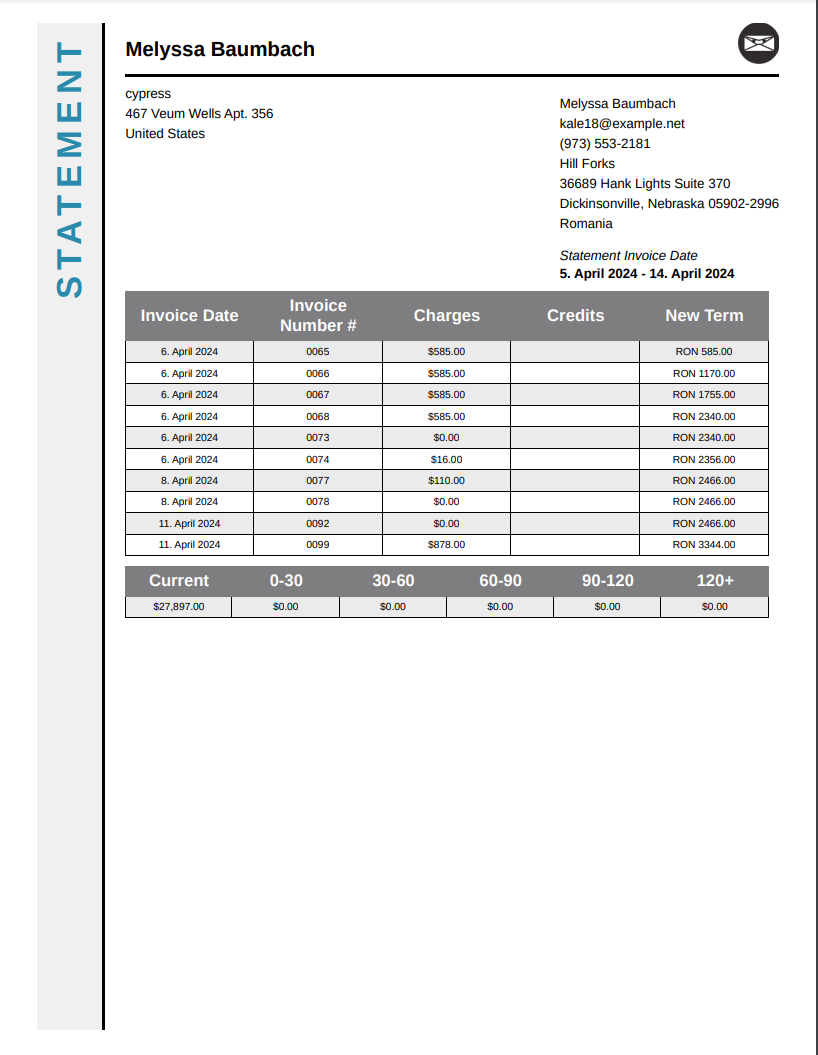 STATEMENT
Melyssa Baumbach
cypress
467 Veum Wells Apt. 356
United States
Melyssa Baumbach
kale18@example.net
(973) 553-2181
Hill Forks
36689 Hank Lights Suite 370
Dickinsonville, Nebraska 05902-2996
Romania
Statement Invoice Date
5. April 2024 - 14. April 2024
Invoice Date Invoice Number # Charges Credits New Term
6. April 2024 0065 $585.00 RON 585.00
6. April 2024 0066 $585.00 RON 1170.00
6. April 2024 0067 $585.00 RON 1755.00
6. April 2024 0068 $585.00 RON 2340.00
6. April 2024 0073 $0.00 RON 2340.00
6. April 2024 0074 $16.00 RON 2356.00
8. April 2024 0077 $110.00 RON 2466.00
8. April 2024 0078 $0.00 RON 2466.00
11. April 2024 0092 $0.00 RON 2466.00
11. April 2024 0099 $878.00 RON 3344.00
Current 0-30 30-60 60-90 90-120 120+
$27,897.00 $0.00 $0.00 $0.00 $0.00 $0.00